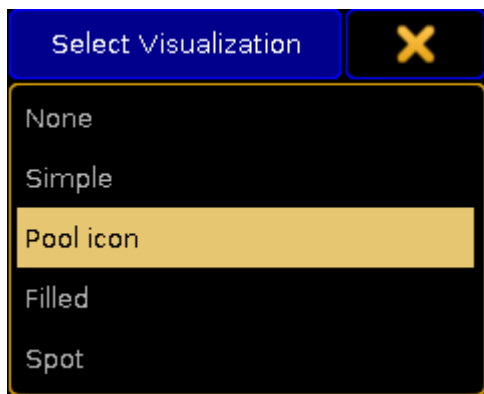 Select Visualization
None
Simple
Pool icon
Filled
Spot